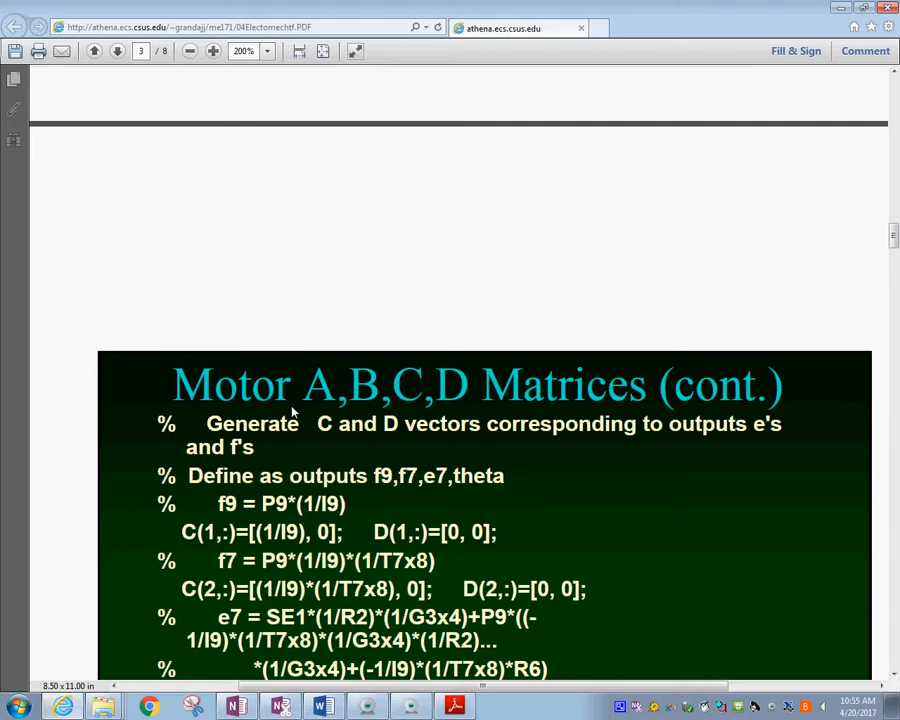 http://athena.ecs.csus.edu/~grandajj/me171/04Electomechtf.PDF
athena.ecs.csus.edu
3 / 8
200%
Fill & Sign
Comment
Motor A,B,C,D Matrices (cont.)
% Generate C and D vectors corresponding to outputs e's
and f's
% Define as outputs f9,f7,e7,theta
% f9 = P9*(1/I9)
C(1,:)=[(1/I9), 0]; D(1,:)=[0, 0];
% f7 = P9*(1/I9)*(1/T7x8)
C(2,:)=[(1/I9)*(1/T7x8), 0]; D(2,:)=[0, 0];
% e7 = SE1*(1/R2)*(1/G3x4)+P9*((-
1/I9)*(1/T7x8)*(1/G3x4)*(1/R2)...
% *(1/G3x4)+(-1/I9)*(1/T7x8)*R6)
8.50 x 11.00 in
10:55 AM
4/20/2017